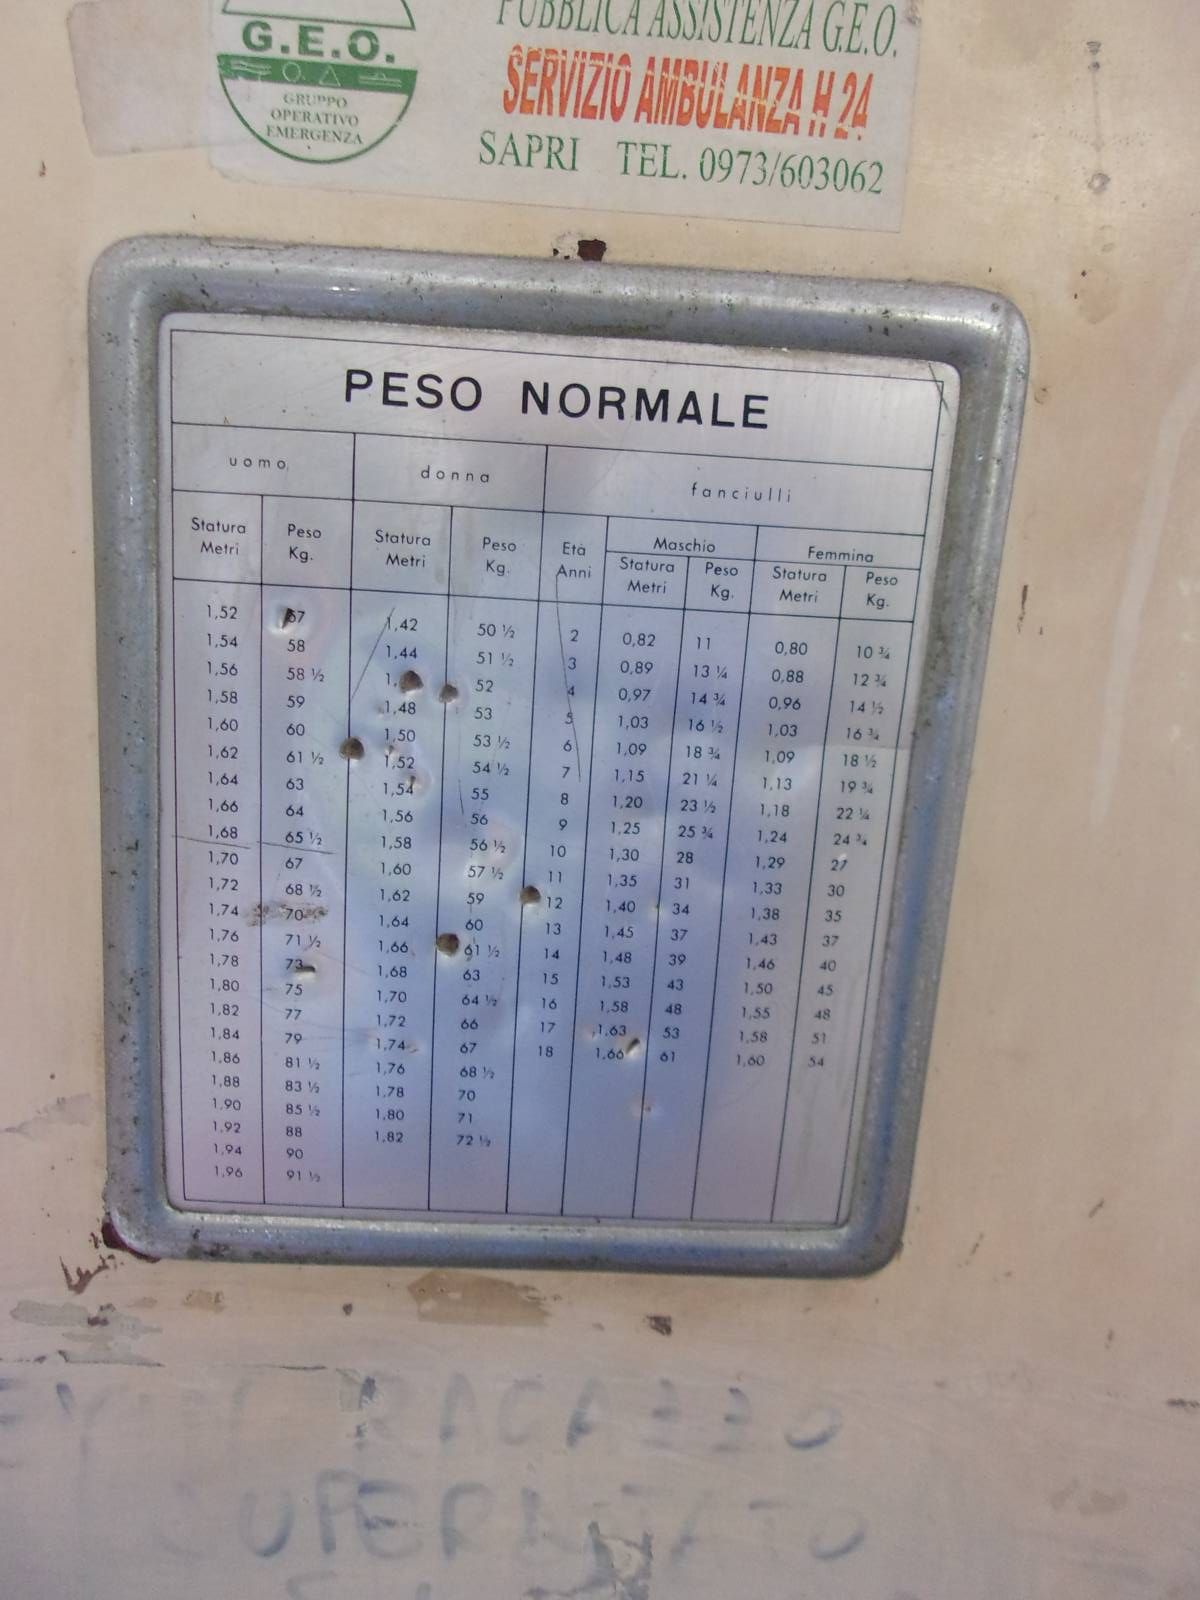 G.E.O.
GRUPPO
OPERATIVO
EMERGENZA
PUBBLICA ASSISTENZA G.E.O.
SERVIZIO AMBULANZA H 24
SAPRI TEL. 0973/603062
PESO NORMALE
uomo donna fanciulli
Statura Metri Peso Kg. Statura Metri Peso Kg. Età Anni Maschio Femmina
Statura Metri Peso Kg. Statura Metri Peso Kg.
1,52 57 1,42 50 ½ 2 0,82 11 0,80 10 ¾
1,54 58 1,44 51 ½ 3 0,89 13 ¼ 0,88 12 ¾
1,56 58 ½ 1, 52 4 0,97 14 ¾ 0,96 14 ½
1,58 59 1,48 53 5 1,03 16 ½ 1,03 16 ¾
1,60 60 1,50 53 ½ 6 1,09 18 ¾ 1,09 18 ½
1,62 61 ½ 1,52 54 ½ 7 1,15 21 ¼ 1,13 19 ¾
1,64 63 1,54 55 8 1,20 23 ½ 1,18 22 ¼
1,66 64 1,56 56 9 1,25 25 ¾ 1,24 24 ¾
1,68 65 ½ 1,58 56 ½ 10 1,30 28 1,29 27
1,70 67 1,60 57 ½ 11 1,35 31 1,33 30
1,72 68 ½ 1,62 59 12 1,40 34 1,38 35
1,74 70 1,64 60 13 1,45 37 1,43 37
1,76 71 ½ 1,66 61 ½ 14 1,48 39 1,46 40
1,78 73 1,68 63 15 1,53 43 1,50 45
1,80 75 1,70 64 ½ 16 1,58 48 1,55 48
1,82 77 1,72 66 17 1,63 53 1,58 51
1,84 79 1,74 67 18 1,66 61 1,60 54
1,86 81 ½ 1,76 68 ½
1,88 83 ½ 1,78 70
1,90 85 ½ 1,80 71
1,92 88 1,82 72 ½
1,94 90
1,96 91 ½